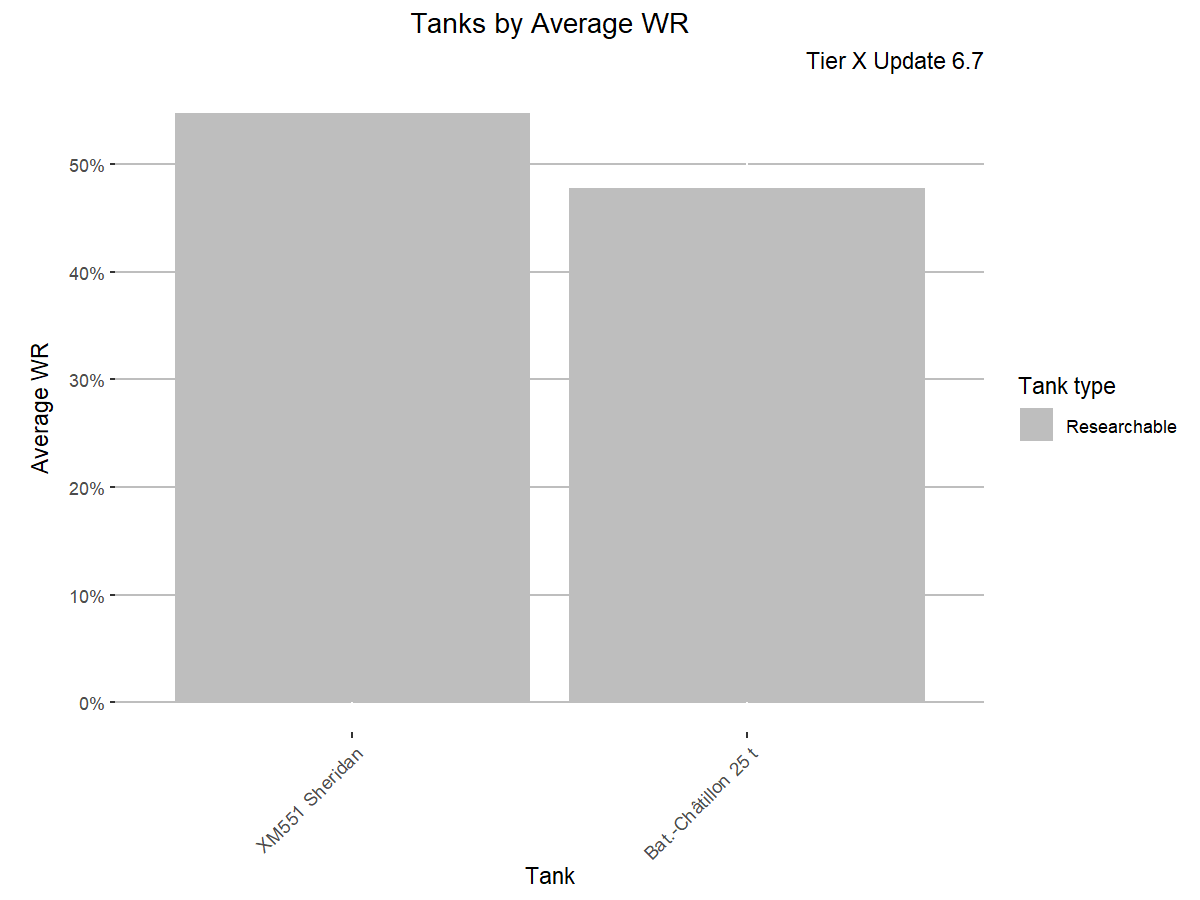 Tanks by Average WR
Tier X Update 6.7
Average WR
50%
40%
30%
20%
10%
0%
XM551 Sheridan
Bat.-Châtillon 25 t
Tank
Tank type
Researchable